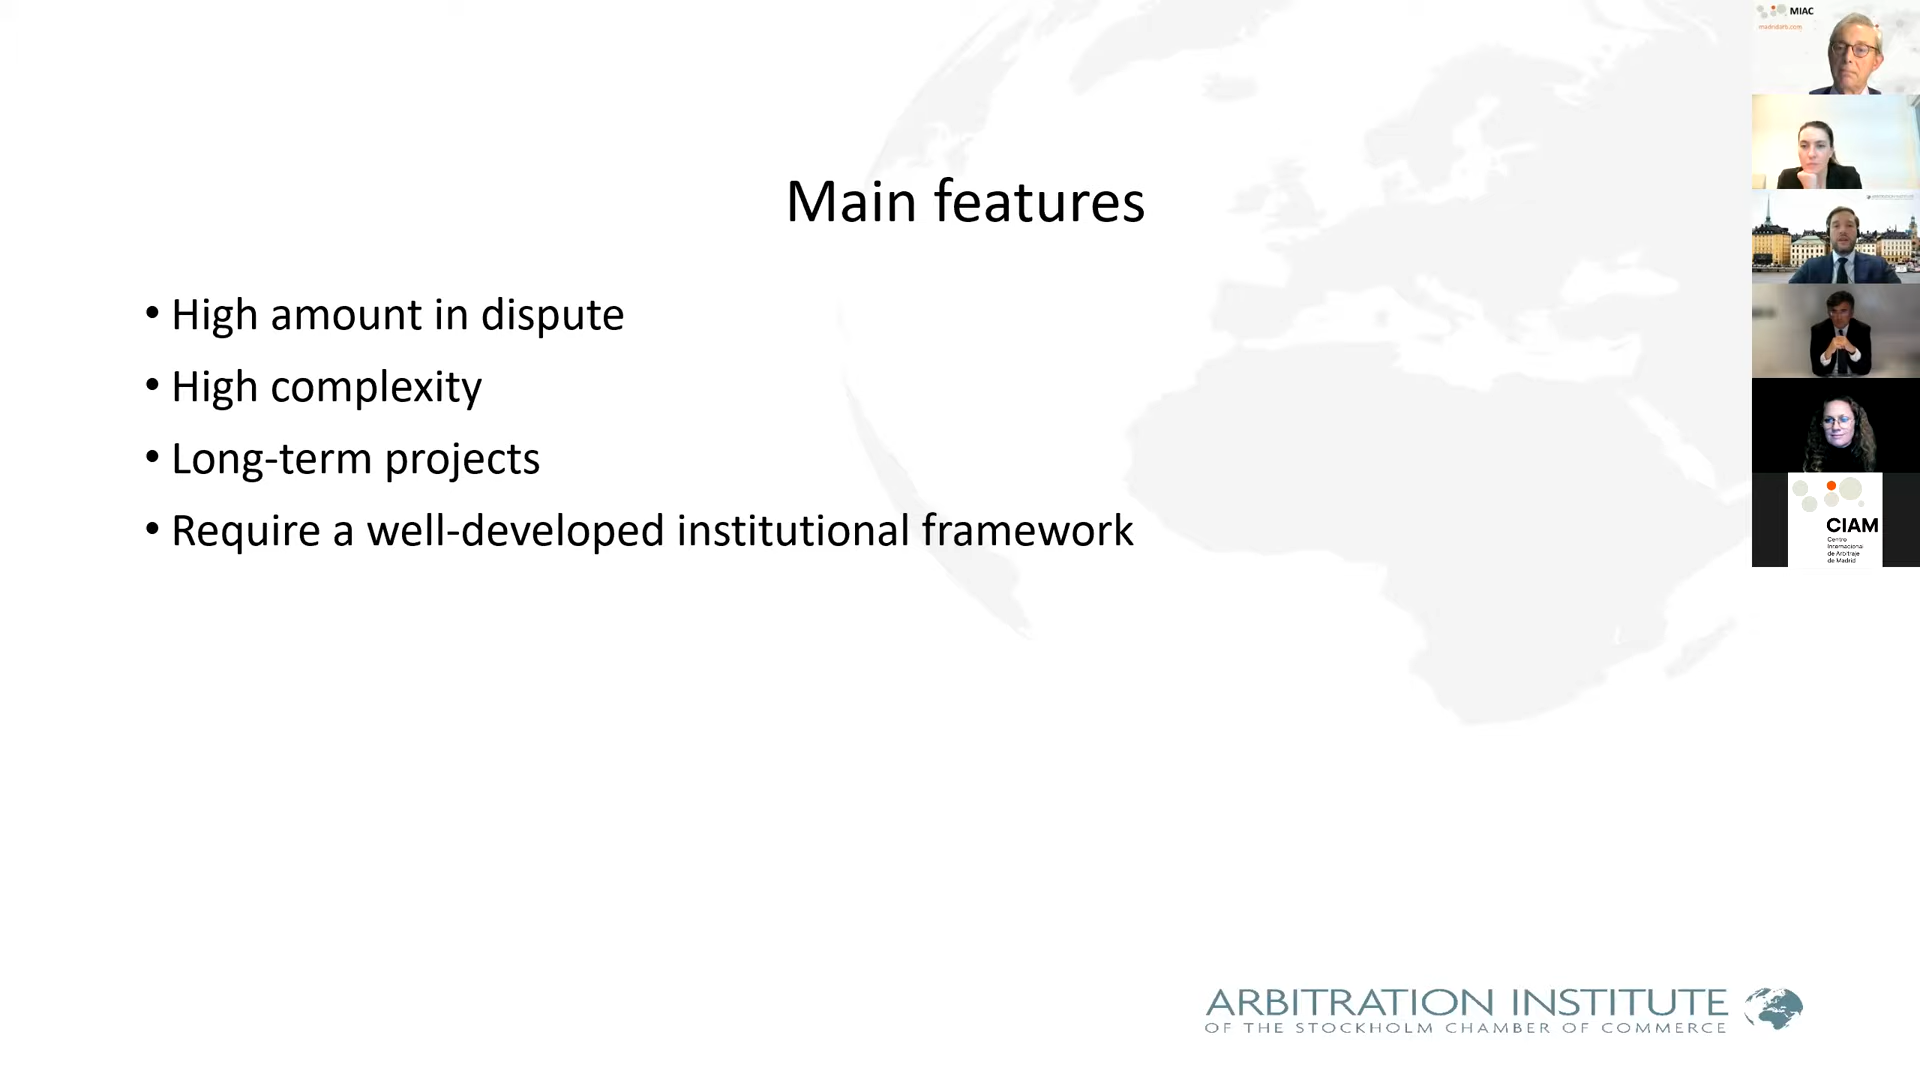 Main features
• High amount in dispute
• High complexity
• Long-term projects
• Require a well-developed institutional framework
MIAC
CIAM
Centro
Internacional
de Arbitraje
de Madrid
ARBITRATION INSTITUTE
OF THE STOCKHOLM CHAMBER OF COMMERCE